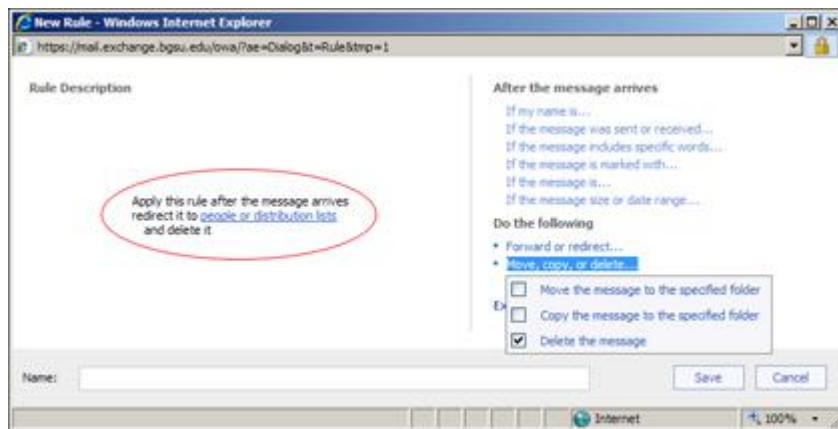 New Rule - Windows Internet Explorer
https://mail.exchange.bgsu.edu/owa/?ae=Dialog&t=Rule&tmp=1
Rule Description
Apply this rule after the message arrives
redirect it to people or distribution lists
and delete it
After the message arrives
If my name is...
If the message was sent or received...
If the message includes specific words...
If the message is marked with...
If the message is...
If the message size or date range...
Do the following
Forward or redirect...
Move, copy, or delete...
Move the message to the specified folder
Ex
Copy the message to the specified folder
Delete the message
Name:
Save
Cancel
Internet
100%